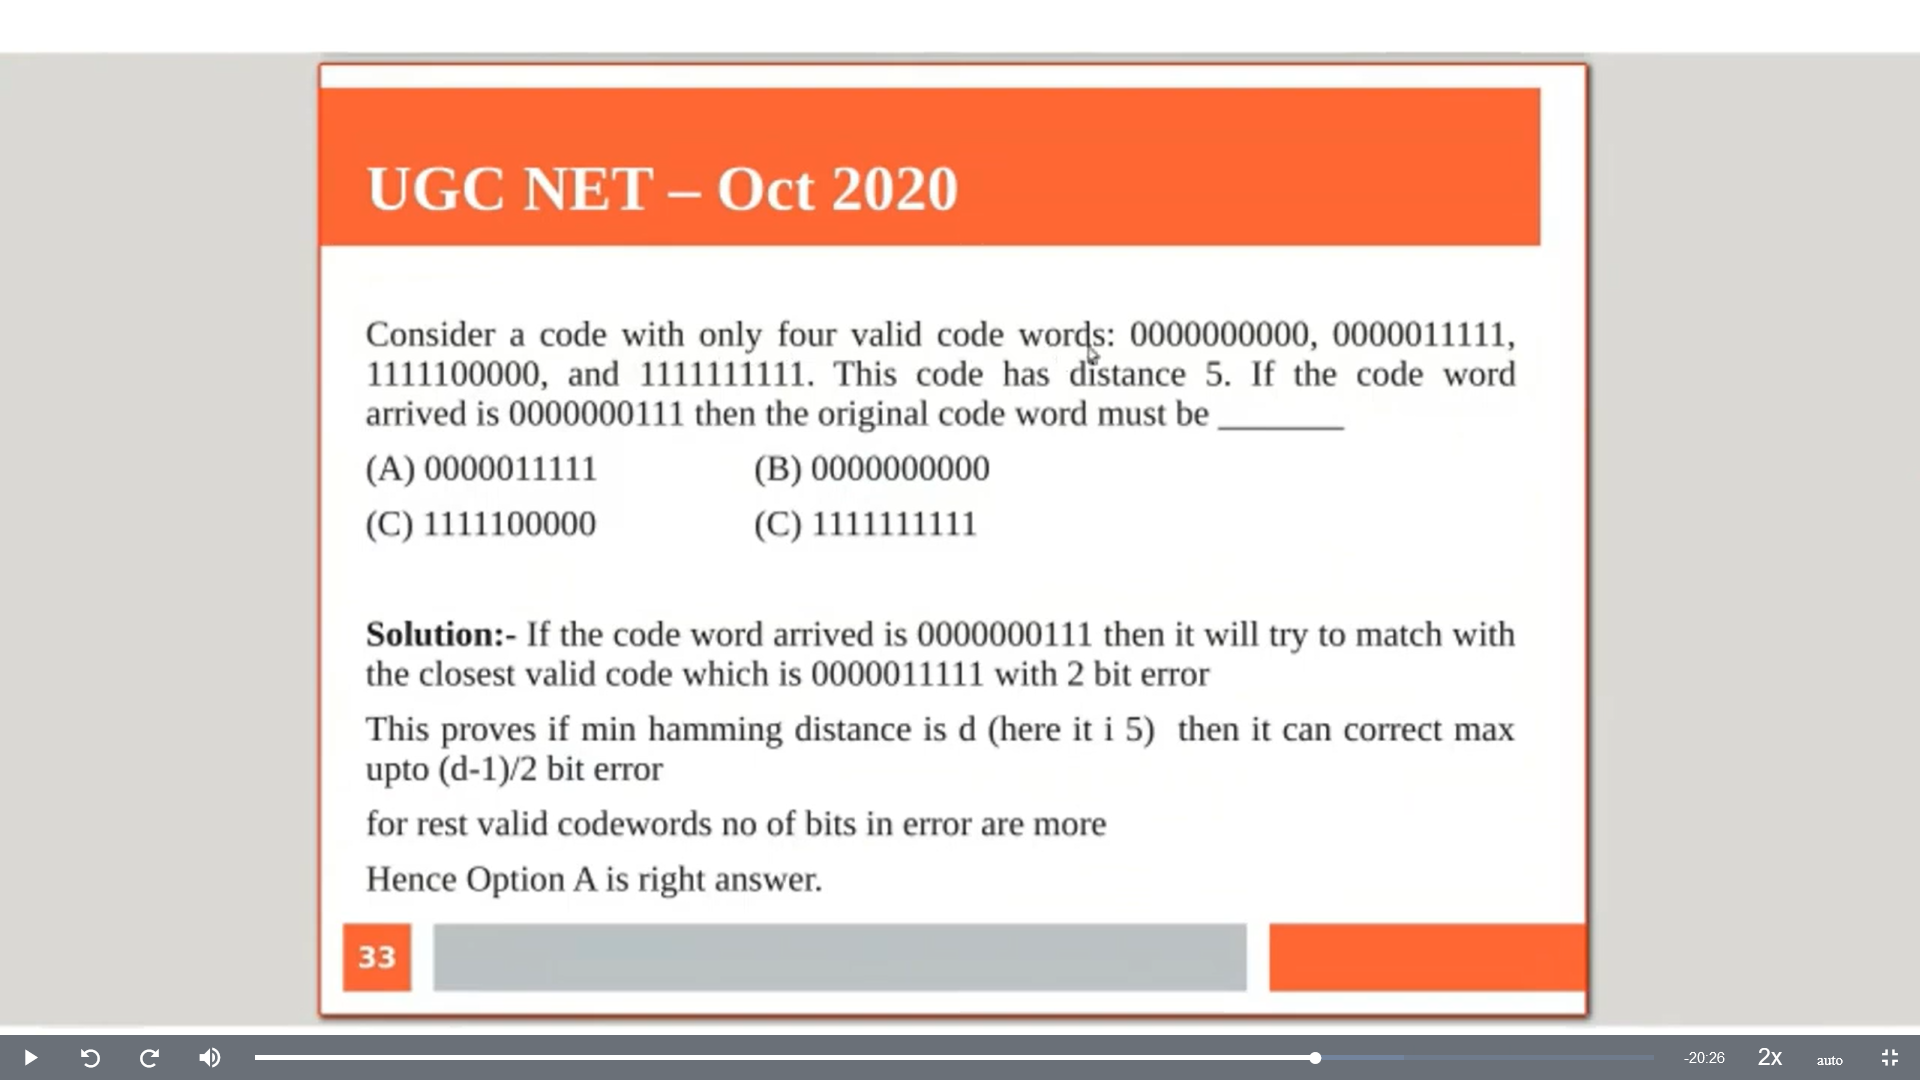 UGC NET – Oct 2020
Consider a code with only four valid code words: 0000000000, 0000011111,
1111100000, and 1111111111. This code has distance 5. If the code word
arrived is 0000000111 then the original code word must be _______
(A) 0000011111 (B) 0000000000
(C) 1111100000 (C) 1111111111
Solution:- If the code word arrived is 0000000111 then it will try to match with
the closest valid code which is 0000011111 with 2 bit error
This proves if min hamming distance is d (here it i 5) then it can correct max
upto (d-1)/2 bit error
for rest valid codewords no of bits in error are more
Hence Option A is right answer.
33
-20:26 2x auto